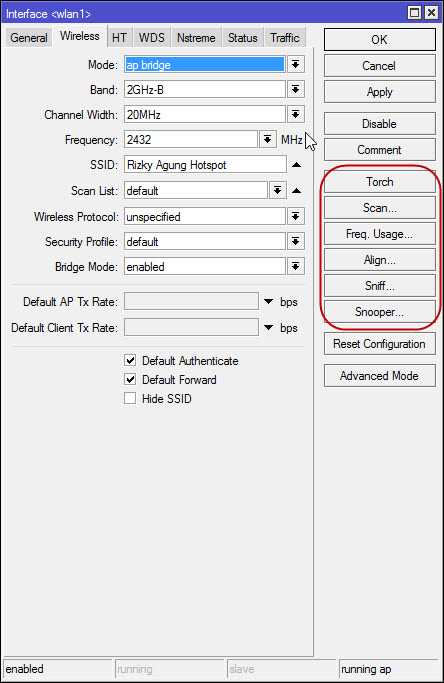 Interface <wlan1>
General Wireless HT WDS Nstreme Status Traffic
Mode: ap bridge
Band: 2GHz-B
Channel Width: 20MHz
Frequency: 2432 MHz
SSID: Rizky Agung Hotspot
Scan List: default
Wireless Protocol: unspecified
Security Profile: default
Bridge Mode: enabled
Default AP Tx Rate: bps
Default Client Tx Rate: bps
Default Authenticate
Default Forward
Hide SSID
OK
Cancel
Apply
Disable
Comment
Torch
Scan...
Freq. Usage...
Align...
Sniff...
Snooper...
Reset Configuration
Advanced Mode
enabled running slave running ap